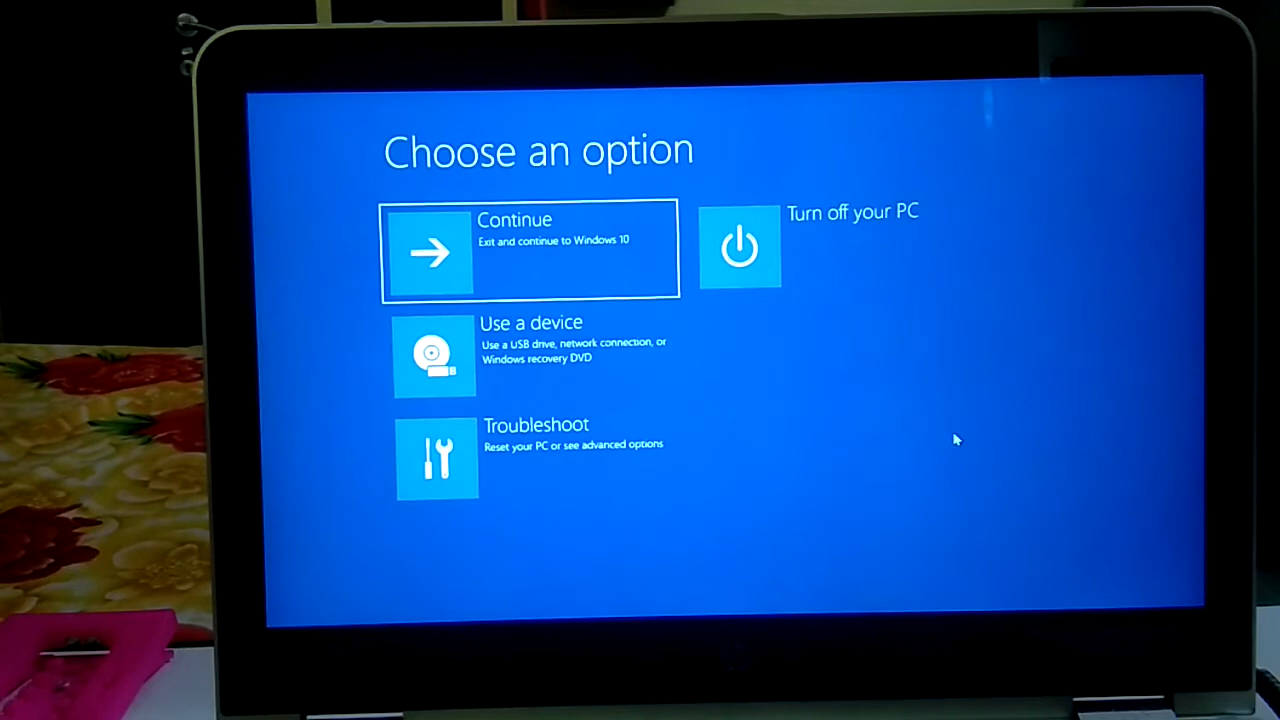 Choose an option
Continue
Exit and continue to Windows 10
Turn off your PC
Use a device
Use a USB drive, network connection, or
Windows recovery DVD
Troubleshoot
Reset your PC or see advanced options